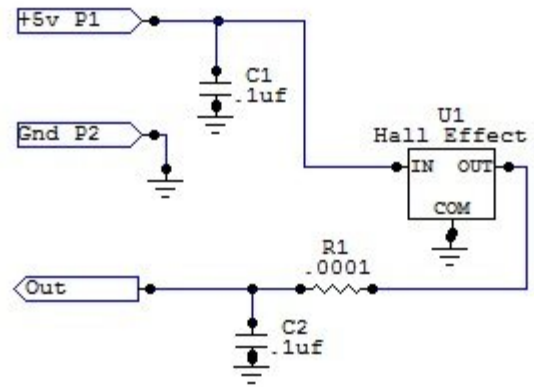 +5v P1
C1
.1uf
Gnd P2
U1
Hall Effect
IN OUT
COM
R1
.0001
Out
C2
.1uf